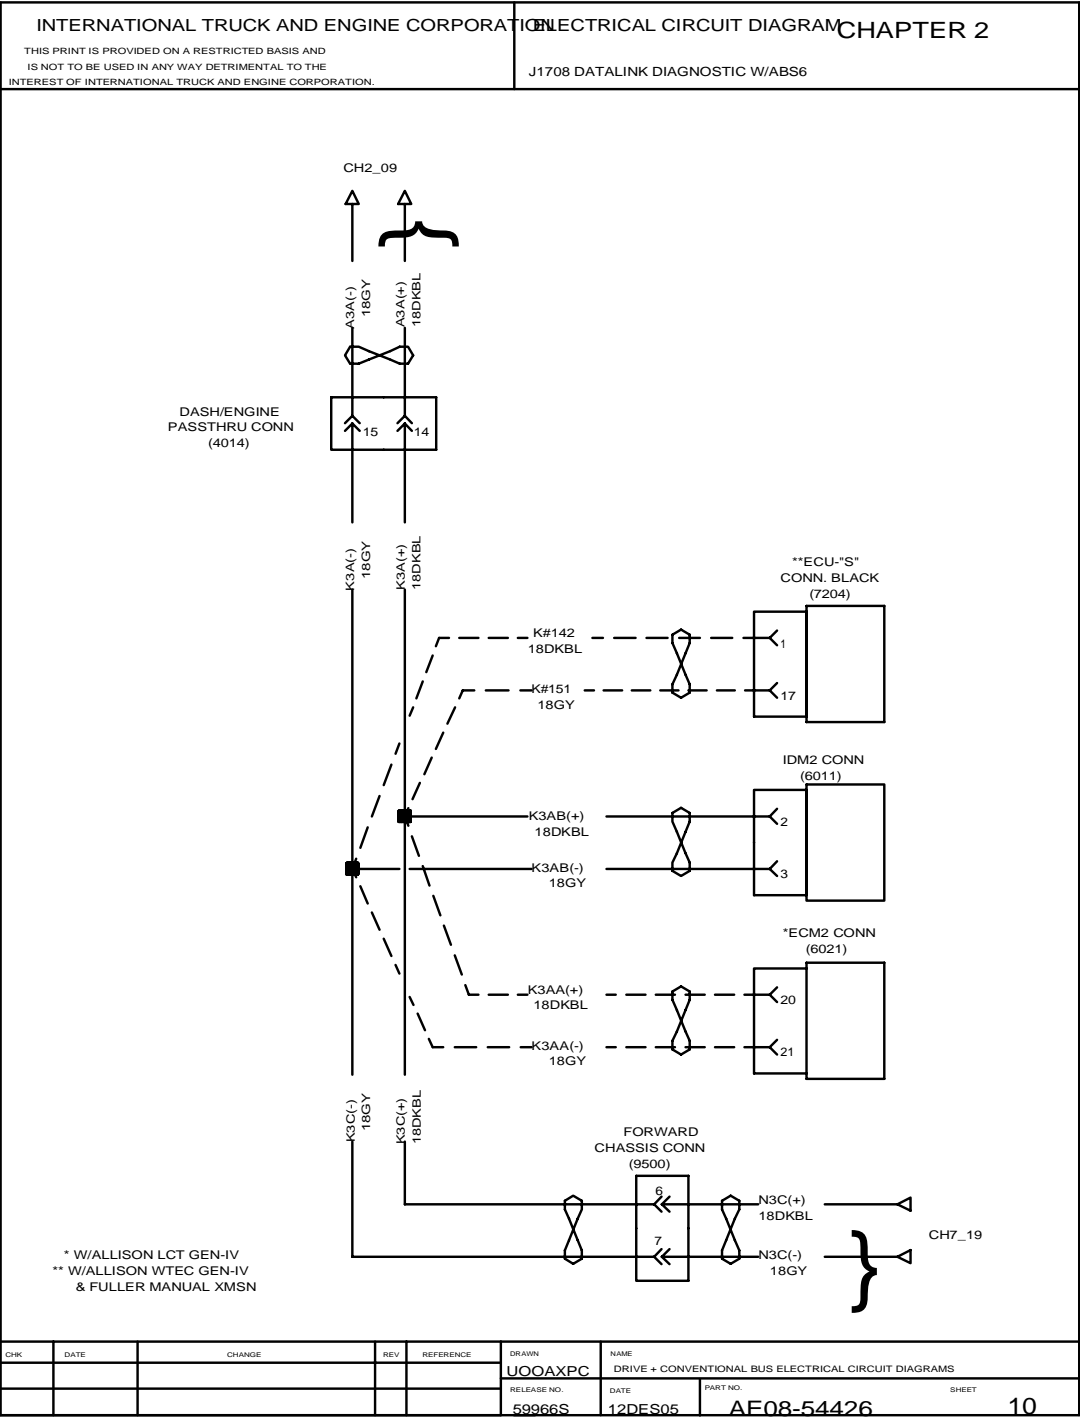 INTERNATIONAL TRUCK AND ENGINE CORPORATION
ELECTRICAL CIRCUIT DIAGRAM
CHAPTER 2
THIS PRINT IS PROVIDED ON A RESTRICTED BASIS AND
IS NOT TO BE USED IN ANY WAY DETRIMENTAL TO THE
INTEREST OF INTERNATIONAL TRUCK AND ENGINE CORPORATION.
J1708 DATALINK DIAGNOSTIC W/ABS6
CH2_09
A3A(-)
18GY
A3A(+)
18DKBL
DASH/ENGINE
PASSTHRU CONN
(4014)
15
14
K3A(-)
18GY
K3A(+)
18DKBL
**ECU-"S"
CONN. BLACK
(7204)
K#142
18DKBL
1
K#151
18GY
17
IDM2 CONN
(6011)
K3AB(+)
18DKBL
2
K3AB(-)
18GY
3
*ECM2 CONN
(6021)
K3AA(+)
18DKBL
20
K3AA(-)
18GY
21
K3C(-)
18GY
K3C(+)
18DKBL
FORWARD
CHASSIS CONN
(9500)
6
N3C(+)
18DKBL
7
N3C(-)
18GY
CH7_19
* W/ALLISON LCT GEN-IV
** W/ALLISON WTEC GEN-IV
& FULLER MANUAL XMSN
CHK
DATE
CHANGE
REV
REFERENCE
DRAWN
UOOAXPC
NAME
DRIVE + CONVENTIONAL BUS ELECTRICAL CIRCUIT DIAGRAMS
RELEASE NO.
59966S
DATE
12DES05
PART NO.
AE08-54426
SHEET
10